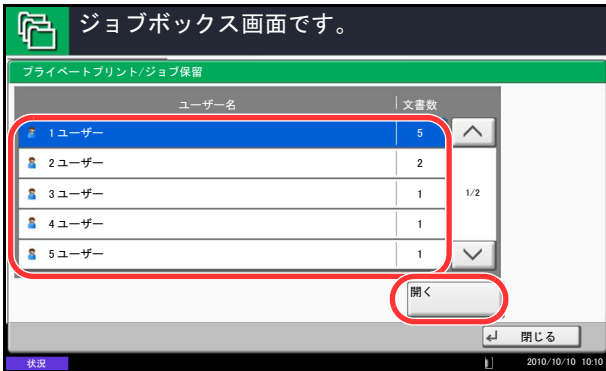 ジョブボックス画面です。
プライベートプリント/ジョブ保留
ユーザー名 文書数
1 ユーザー 5
2 ユーザー 2
3 ユーザー 1
1/2
4 ユーザー 1
5 ユーザー 1
開く
閉じる
状況 2010/10/10 10:10